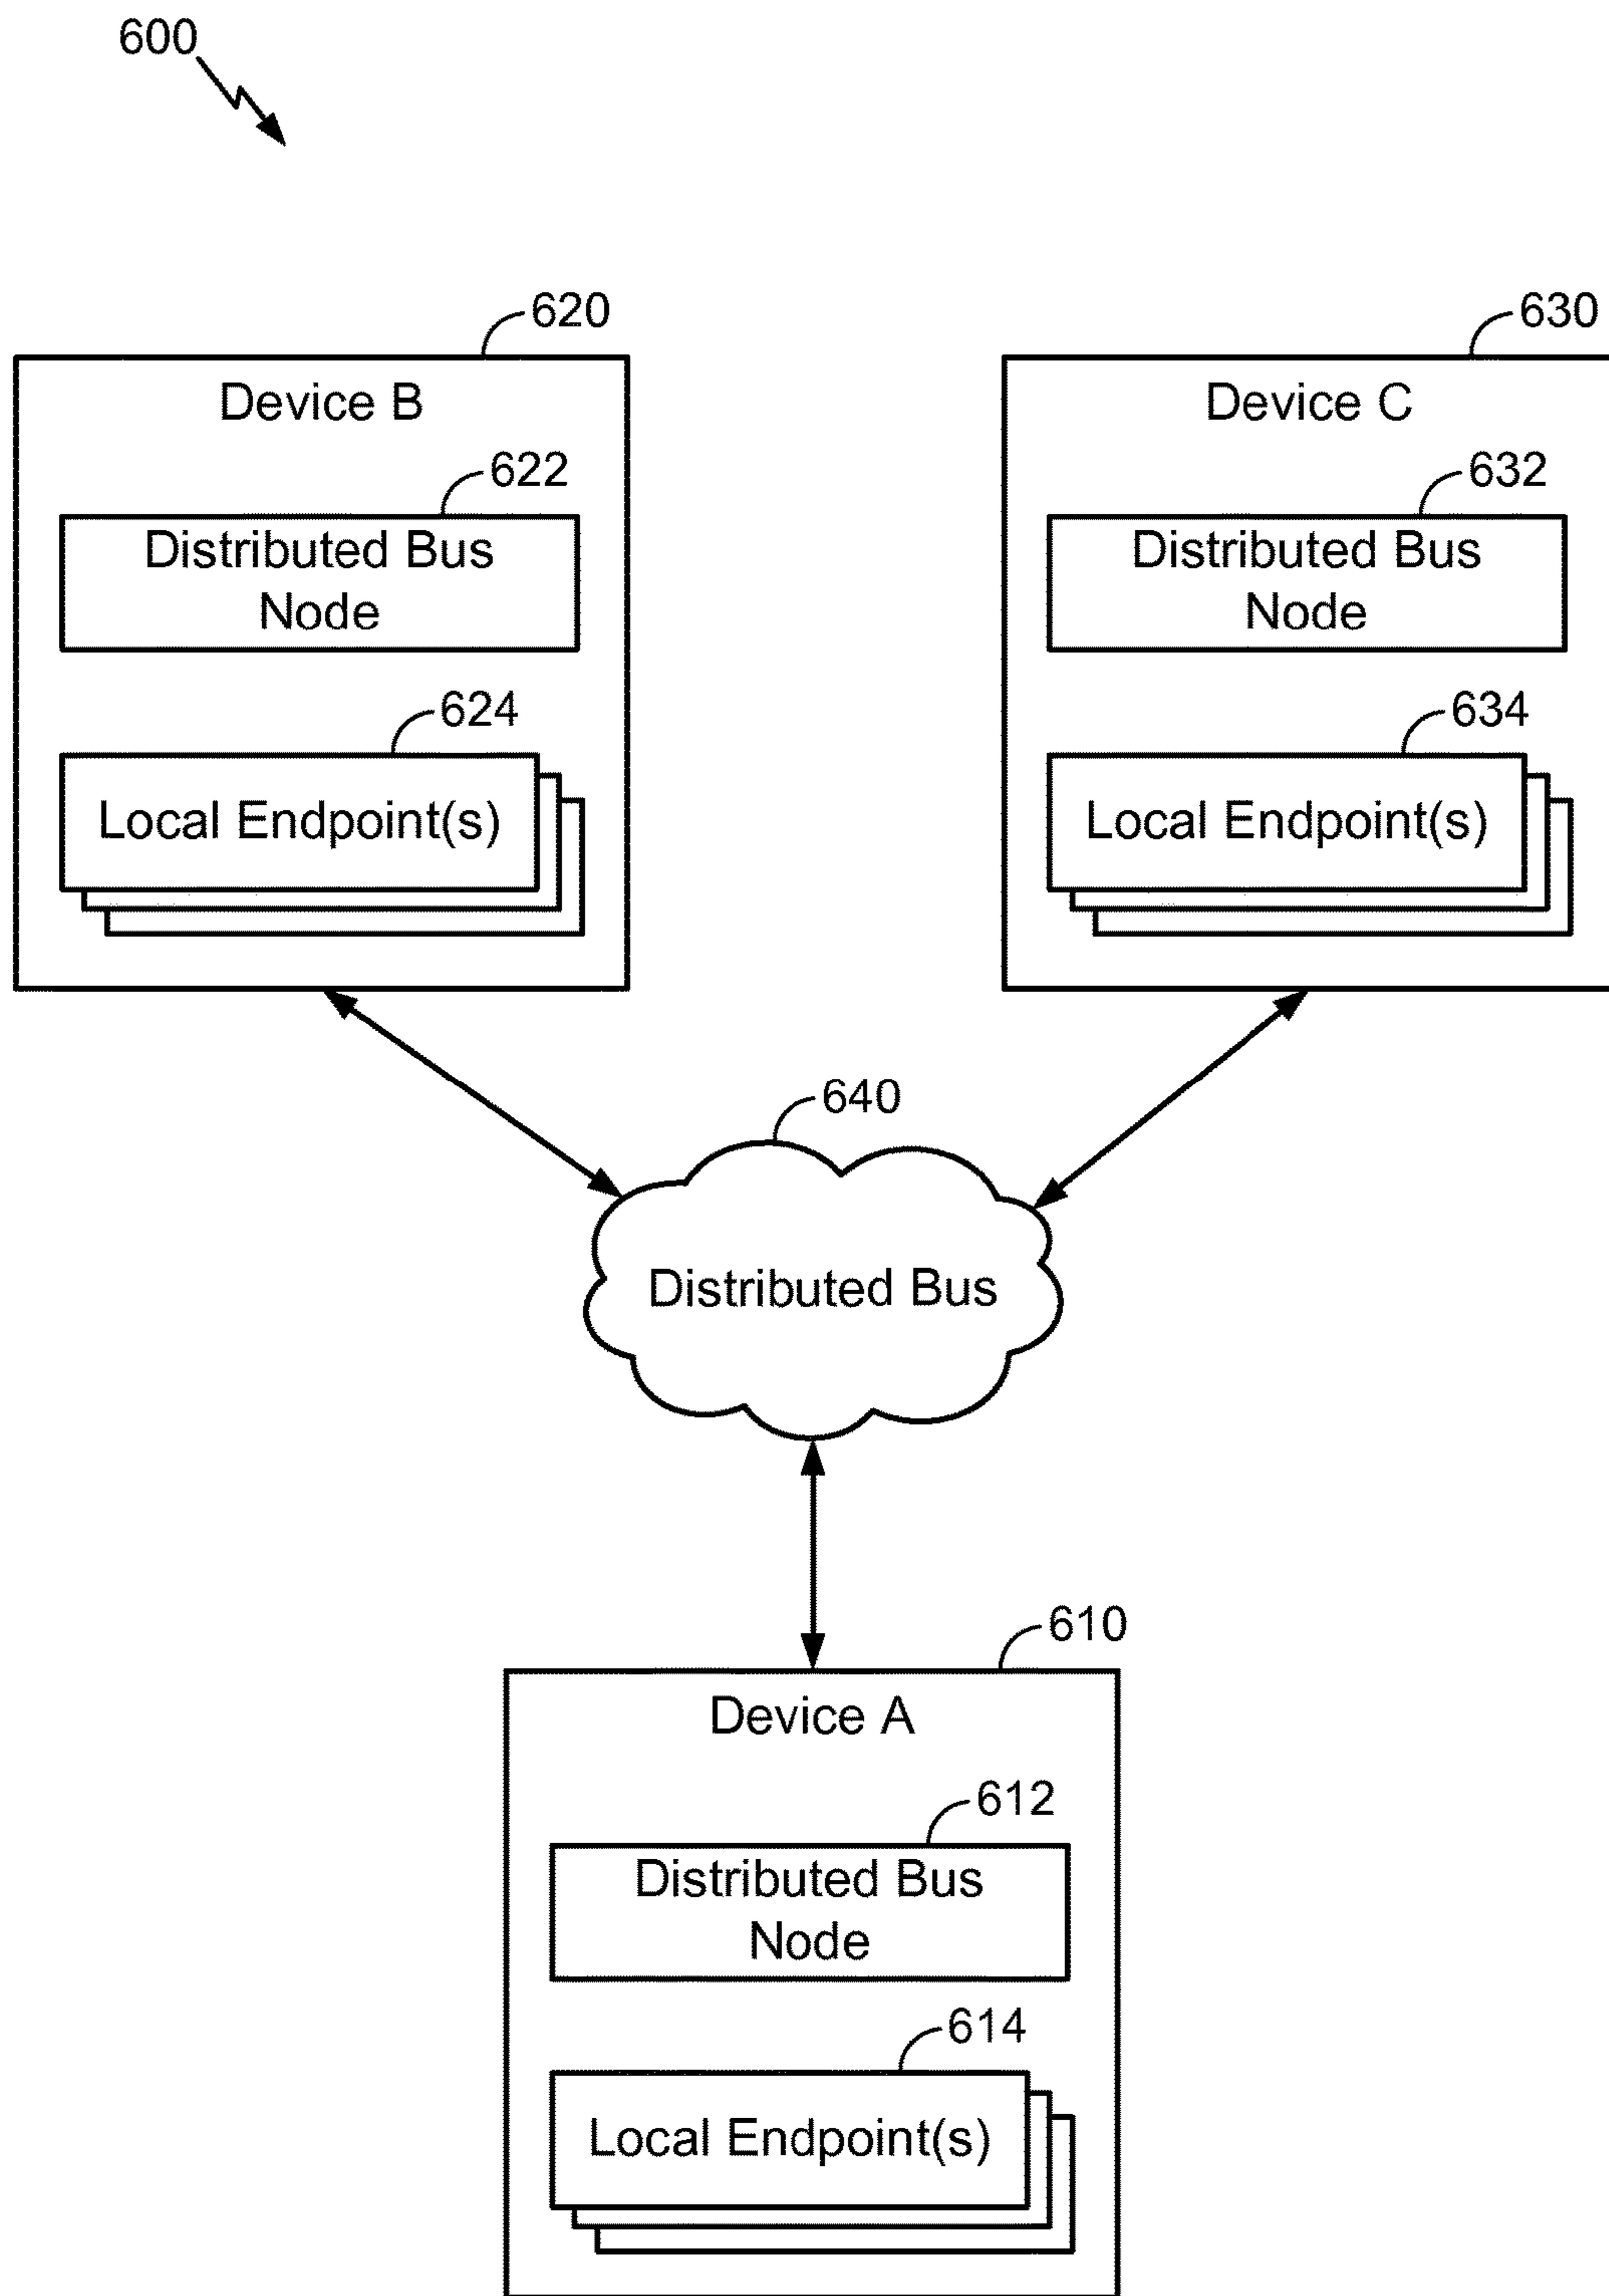 600
620
Device B
622
Distributed Bus
Node
624
Local Endpoint(s)
630
Device C
632
Distributed Bus
Node
634
Local Endpoint(s)
640
Distributed Bus
610
Device A
612
Distributed Bus
Node
614
Local Endpoint(s)